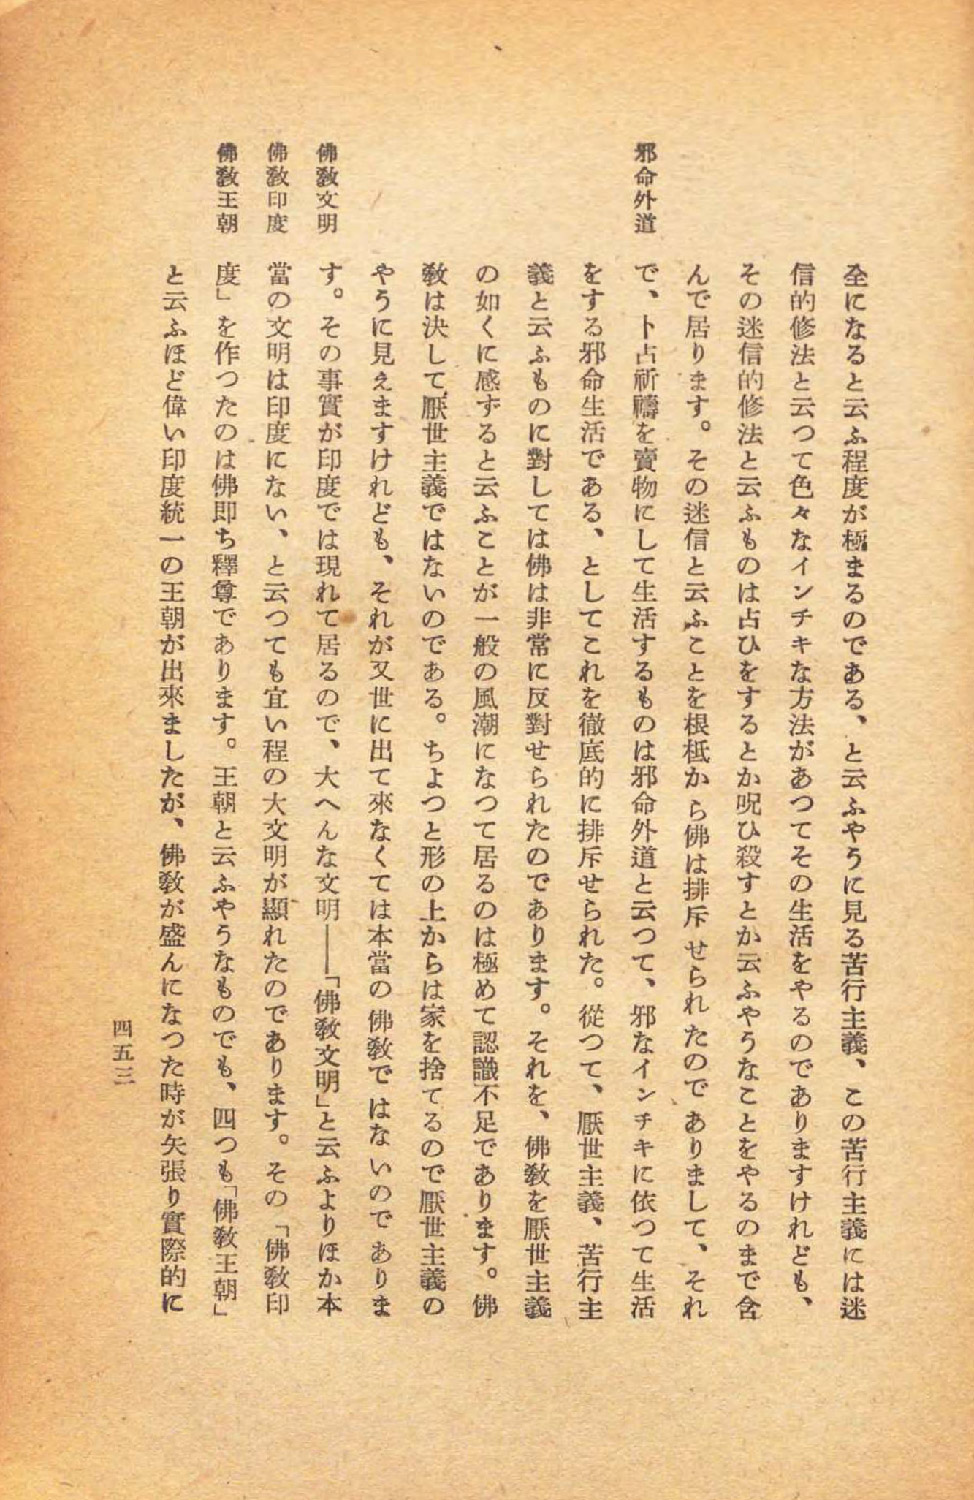 全になると云ふ程度が極まるのである、と云ふやうに見る苦行主義、この苦行主義には迷
信的修法と云つて色々なインチキな方法があつてその生活をやるのでありますけれども、
その迷信的修法と云ふものは占ひをするとか呪ひ殺すとか云ふやうなことをやるのまで含
んで居ります。その迷信と云ふことを根柢から佛は排斥せられたのでありまして、それ
邪命外道
で、卜占祈禱を賣物にして生活するものは邪命外道と云つて、邪なインチキに依つて生活
をする邪命生活である、としてこれを徹底的に排斥せられた。從つて、厭世主義、苦行主
義と云ふものに對しては佛は非常に反對せられたのであります。それを、佛敎を厭世主義
の如くに感ずると云ふことが一般の風潮になつて居るのは極めて認識不足であります。佛
敎は決して厭世主義ではないのである。ちよつと形の上からは家を捨てるので厭世主義の
やうに見えますけれども、それが又世に出て來なくては本當の佛敎ではないのでありま
佛敎文明
す。その事實が印度では現れて居るので、大へんな文明――「佛敎文明」と云ふよりほか本
佛敎印度
當の文明は印度にない、と云つても宜い程の大文明が顯れたのであります。その「佛敎印
佛敎王朝
度」を作つたのは佛即ち釋尊であります。王朝と云ふやうなものでも、四つも「佛敎王朝」
と云ふほど偉い印度統一の王朝が出來ましたが、佛敎が盛んになつた時が矢張り實際的に
四五三